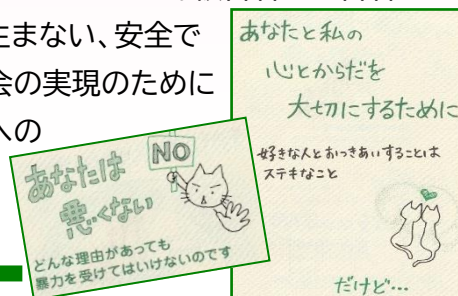 生まない、安全で
会の実現のために
への
あなたと私の
心とからだを
大切にするために
好きな人とおつきあいすることは
ステキなこと
だけど…
NO
あなたは
悪くない
どんな理由があっても
暴力を受けてはいけないのです